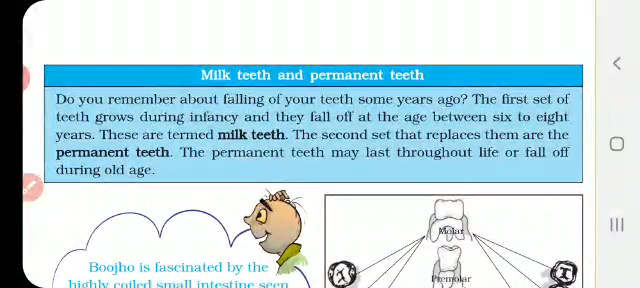 Milk teeth and permanent teeth
Do you remember about falling of your teeth some years ago? The first set of
teeth grows during infancy and they fall off at the age between six to eight
years. These are termed milk teeth. The second set that replaces them are the
permanent teeth. The permanent teeth may last throughout life or fall off
during old age.
Boojho is fascinated by the
highly coiled small intestine seen
Molar
Premolar